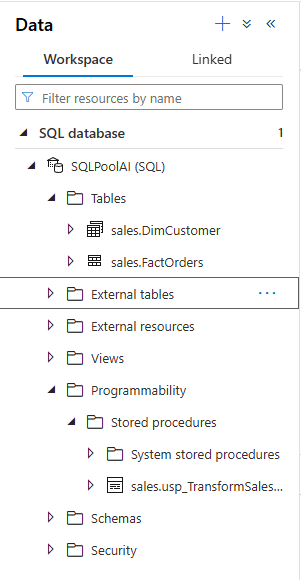 Data
Workspace Linked
Filter resources by name
SQL database 1
SQLPoolAI (SQL)
Tables
sales.DimCustomer
sales.FactOrders
External tables ...
External resources
Views
Programmability
Stored procedures
System stored procedures
sales.usp_TransformSales...
Schemas
Security